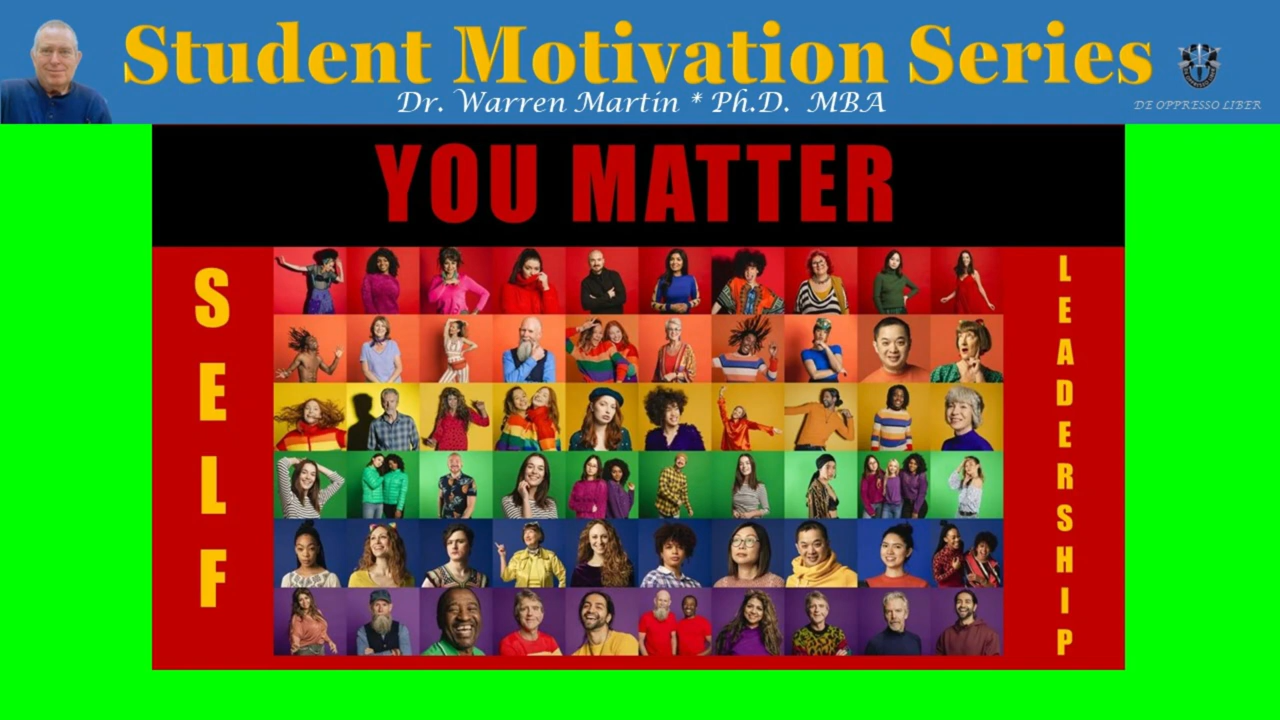 Student Motivation Series
Dr. Warren Martin * Ph.D. MBA
DE OPPRESSO LIBER
YOU MATTER
SELF
LEADERSHIP